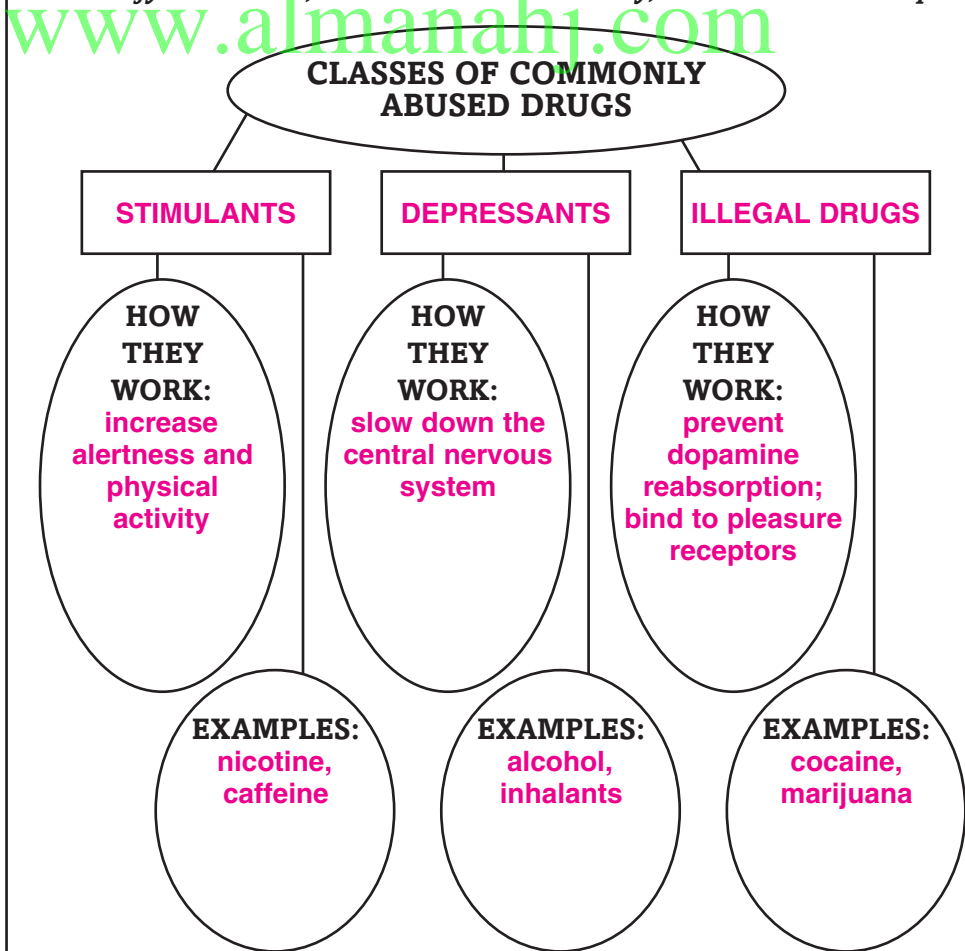 www.almanahj.com
CLASSES OF COMMONLY
ABUSED DRUGS
STIMULANTS
DEPRESSANTS
ILLEGAL DRUGS
HOW
THEY
WORK:
increase
alertness and
physical
activity
HOW
THEY
WORK:
slow down the
central nervous
system
HOW
THEY
WORK:
prevent
dopamine
reabsorption;
bind to pleasure
receptors
EXAMPLES:
nicotine,
caffeine
EXAMPLES:
alcohol,
inhalants
EXAMPLES:
cocaine,
marijuana